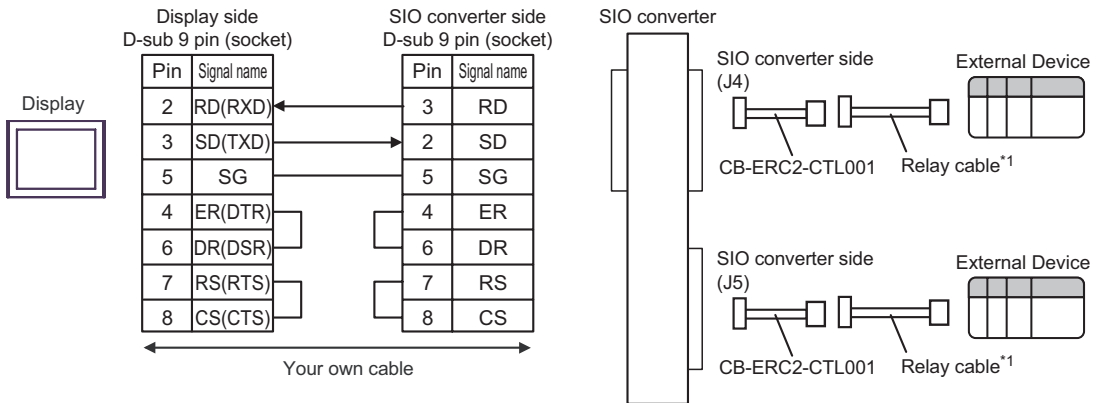 Display side
D-sub 9 pin (socket)
SIO converter side
D-sub 9 pin (socket)
SIO converter
Display
Pin Signal name
2 RD(RXD)
3 SD(TXD)
5 SG
4 ER(DTR)
6 DR(DSR)
7 RS(RTS)
8 CS(CTS)
Pin Signal name
3 RD
2 SD
5 SG
4 ER
6 DR
7 RS
8 CS
Your own cable
SIO converter side
(J4)
External Device
CB-ERC2-CTL001
Relay cable*1
SIO converter side
(J5)
External Device
CB-ERC2-CTL001
Relay cable*1